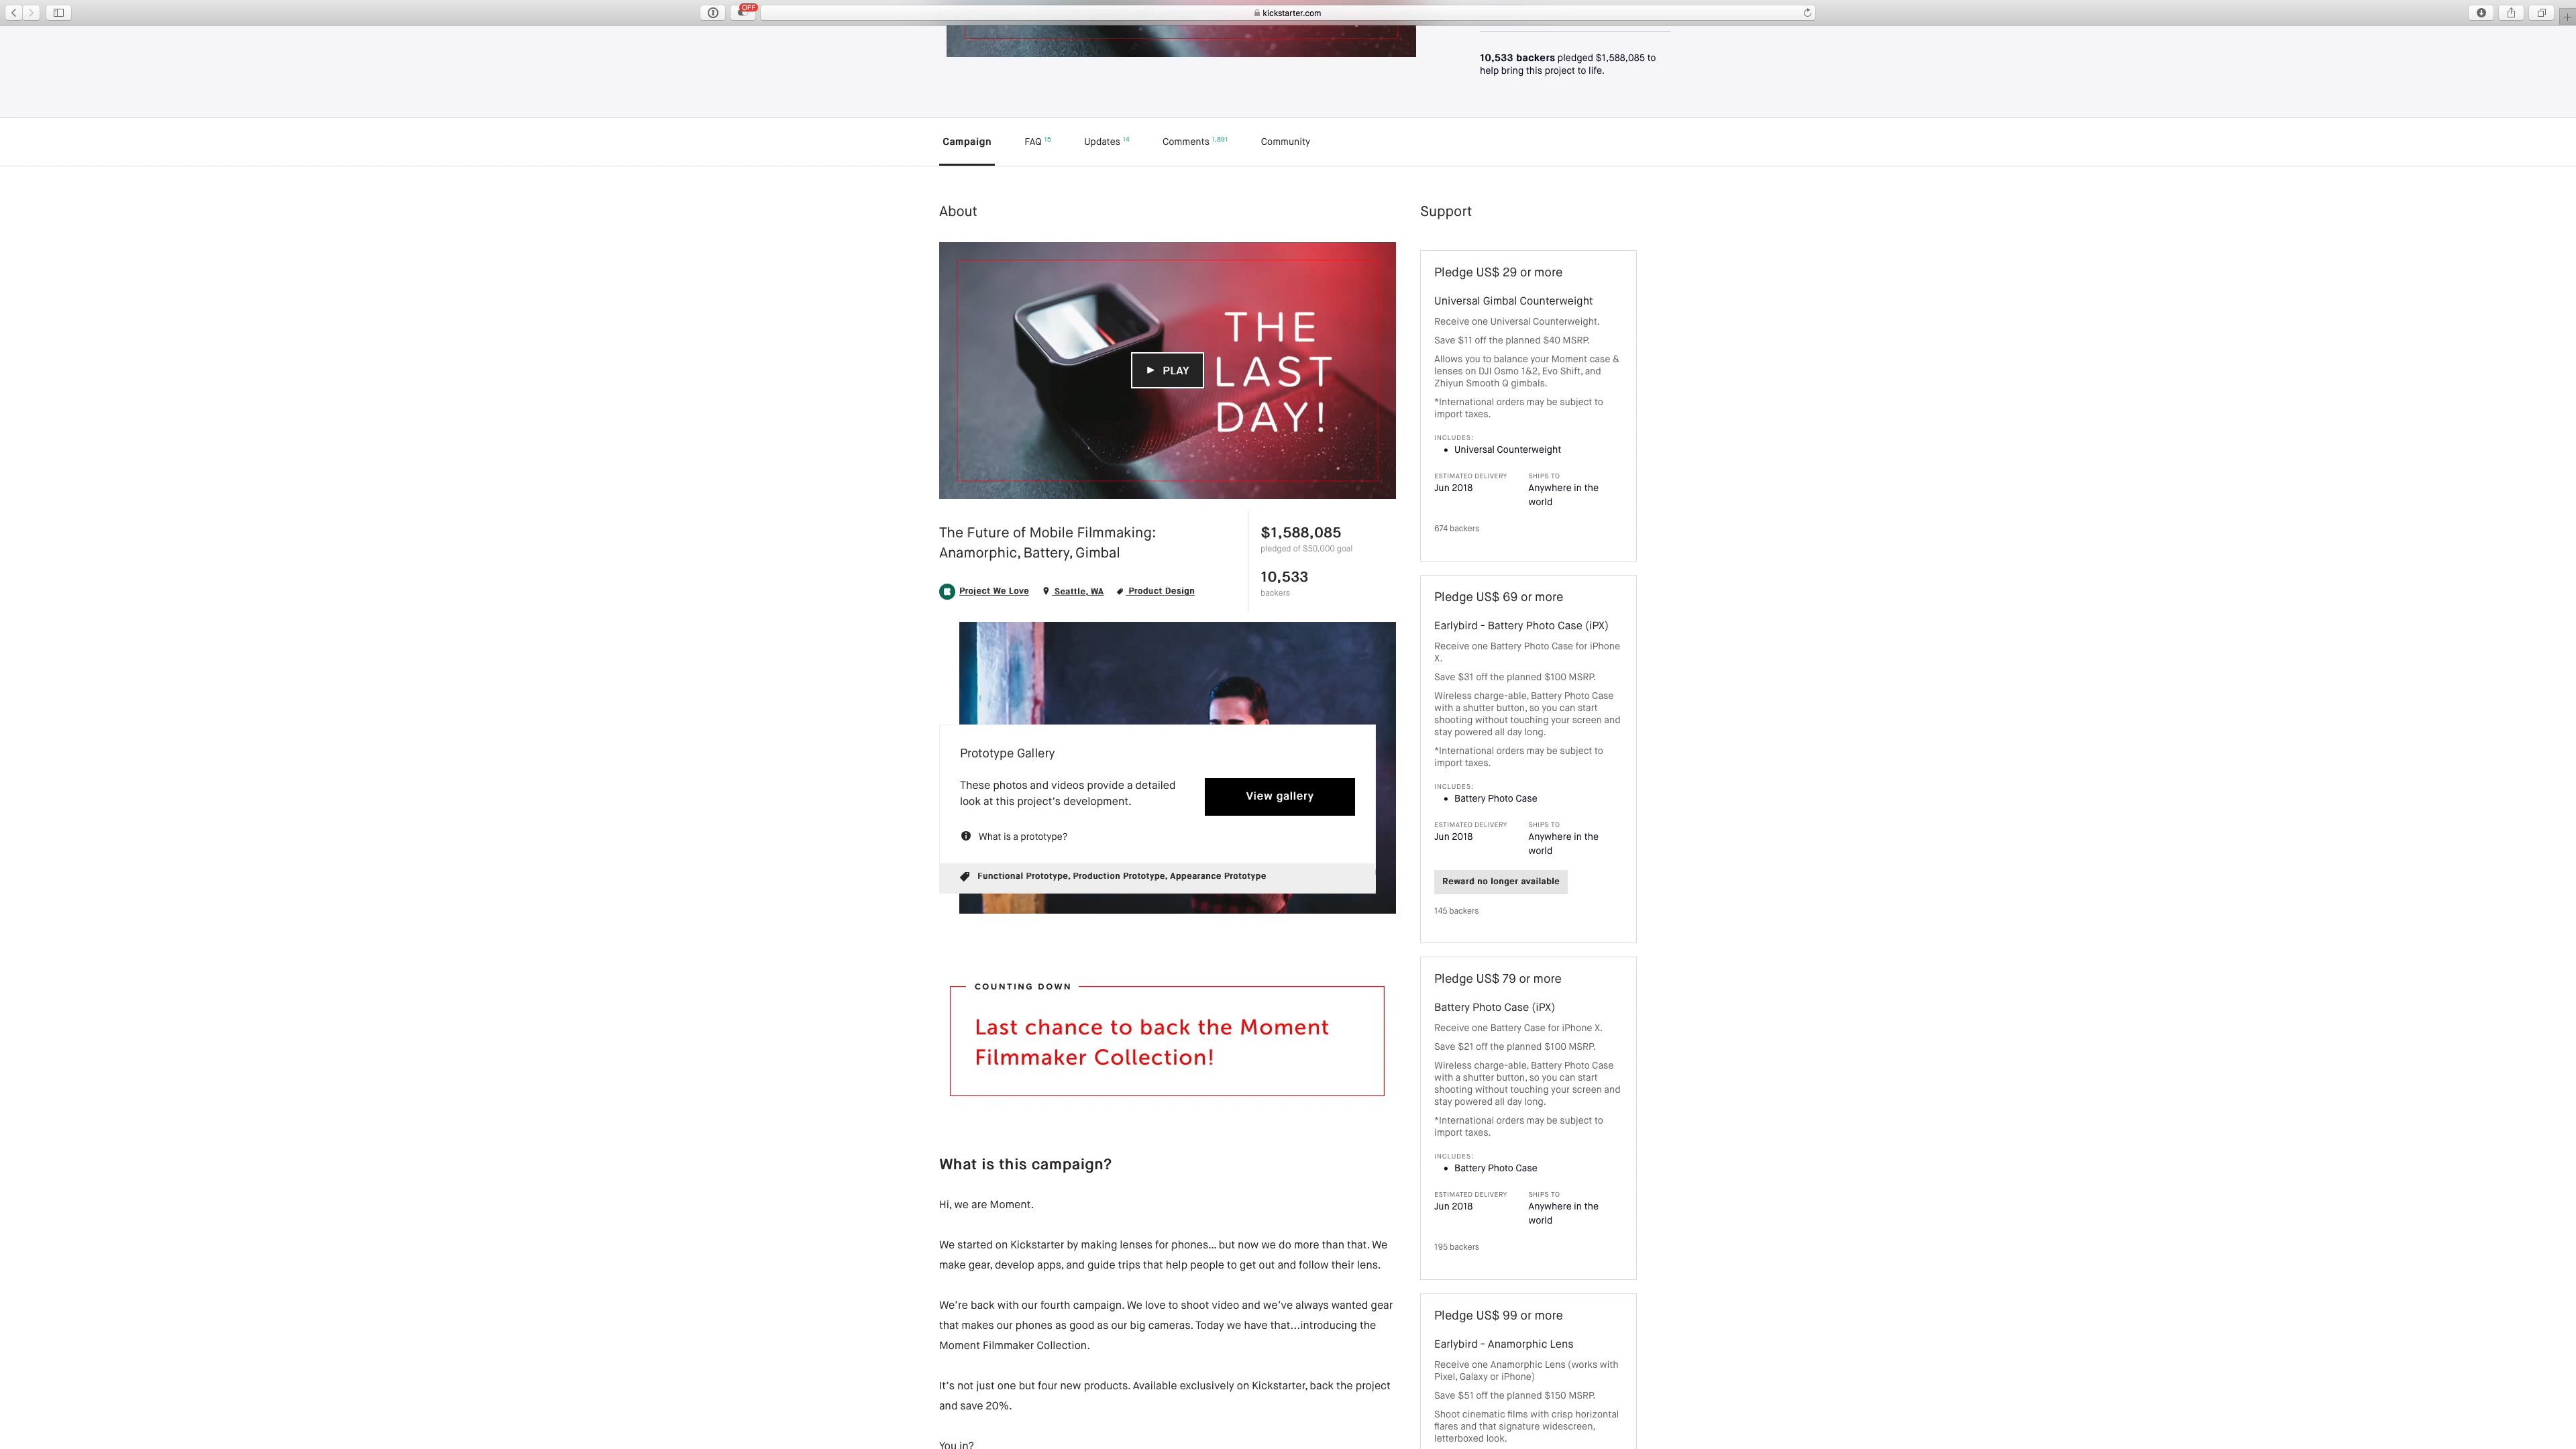 OFF
kickstarter.com
10,533 backers pledged $1,588,085 to
help bring this project to life.
Campaign
FAQ 15
Updates 14
Comments 1,891
Community
About
THE
LAST
DAY!
PLAY
The Future of Mobile Filmmaking:
Anamorphic, Battery, Gimbal
Project We Love
Seattle, WA
Product Design
$1,588,085
pledged of $50,000 goal
10,533
backers
Prototype Gallery
These photos and videos provide a detailed
look at this project's development.
View gallery
What is a prototype?
Functional Prototype, Production Prototype, Appearance Prototype
COUNTING DOWN
Last chance to back the Moment
Filmmaker Collection!
What is this campaign?
Hi, we are Moment.
We started on Kickstarter by making lenses for phones... but now we do more than that. We
make gear, develop apps, and guide trips that help people to get out and follow their lens.
We're back with our fourth campaign. We love to shoot video and we've always wanted gear
that makes our phones as good as our big cameras. Today we have that...introducing the
Moment Filmmaker Collection.
It's not just one but four new products. Available exclusively on Kickstarter, back the project
and save 20%.
You in?
Support
Pledge US$ 29 or more
Universal Gimbal Counterweight
Receive one Universal Counterweight.
Save $11 off the planned $40 MSRP.
Allows you to balance your Moment case &
lenses on DJI Osmo 1&2, Evo Shift, and
Zhiyun Smooth Q gimbals.
*International orders may be subject to
import taxes.
INCLUDES:
• Universal Counterweight
ESTIMATED DELIVERY
Jun 2018
SHIPS TO
Anywhere in the
world
674 backers
Pledge US$ 69 or more
Earlybird - Battery Photo Case (iPX)
Receive one Battery Photo Case for iPhone
X.
Save $31 off the planned $100 MSRP.
Wireless charge-able, Battery Photo Case
with a shutter button, so you can start
shooting without touching your screen and
stay powered all day long.
*International orders may be subject to
import taxes.
INCLUDES:
• Battery Photo Case
ESTIMATED DELIVERY
Jun 2018
SHIPS TO
Anywhere in the
world
Reward no longer available
145 backers
Pledge US$ 79 or more
Battery Photo Case (iPX)
Receive one Battery Case for iPhone X.
Save $21 off the planned $100 MSRP.
Wireless charge-able, Battery Photo Case
with a shutter button, so you can start
shooting without touching your screen and
stay powered all day long.
*International orders may be subject to
import taxes.
INCLUDES:
• Battery Photo Case
ESTIMATED DELIVERY
Jun 2018
SHIPS TO
Anywhere in the
world
195 backers
Pledge US$ 99 or more
Earlybird - Anamorphic Lens
Receive one Anamorphic Lens (works with
Pixel, Galaxy or iPhone)
Save $51 off the planned $150 MSRP.
Shoot cinematic films with crisp horizontal
flares and that signature widescreen,
letterboxed look.